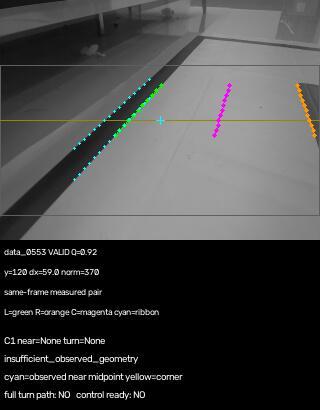 data_0553 VALID Q=0.92
y=120 dx=59.0 norm=370
same-frame measured pair
L=green R=orange C=magenta cyan=ribbon
C1 near=None turn=None
insufficient_observed_geometry
cyan=observed near midpoint yellow=corner
full turn path: NO control ready: NO